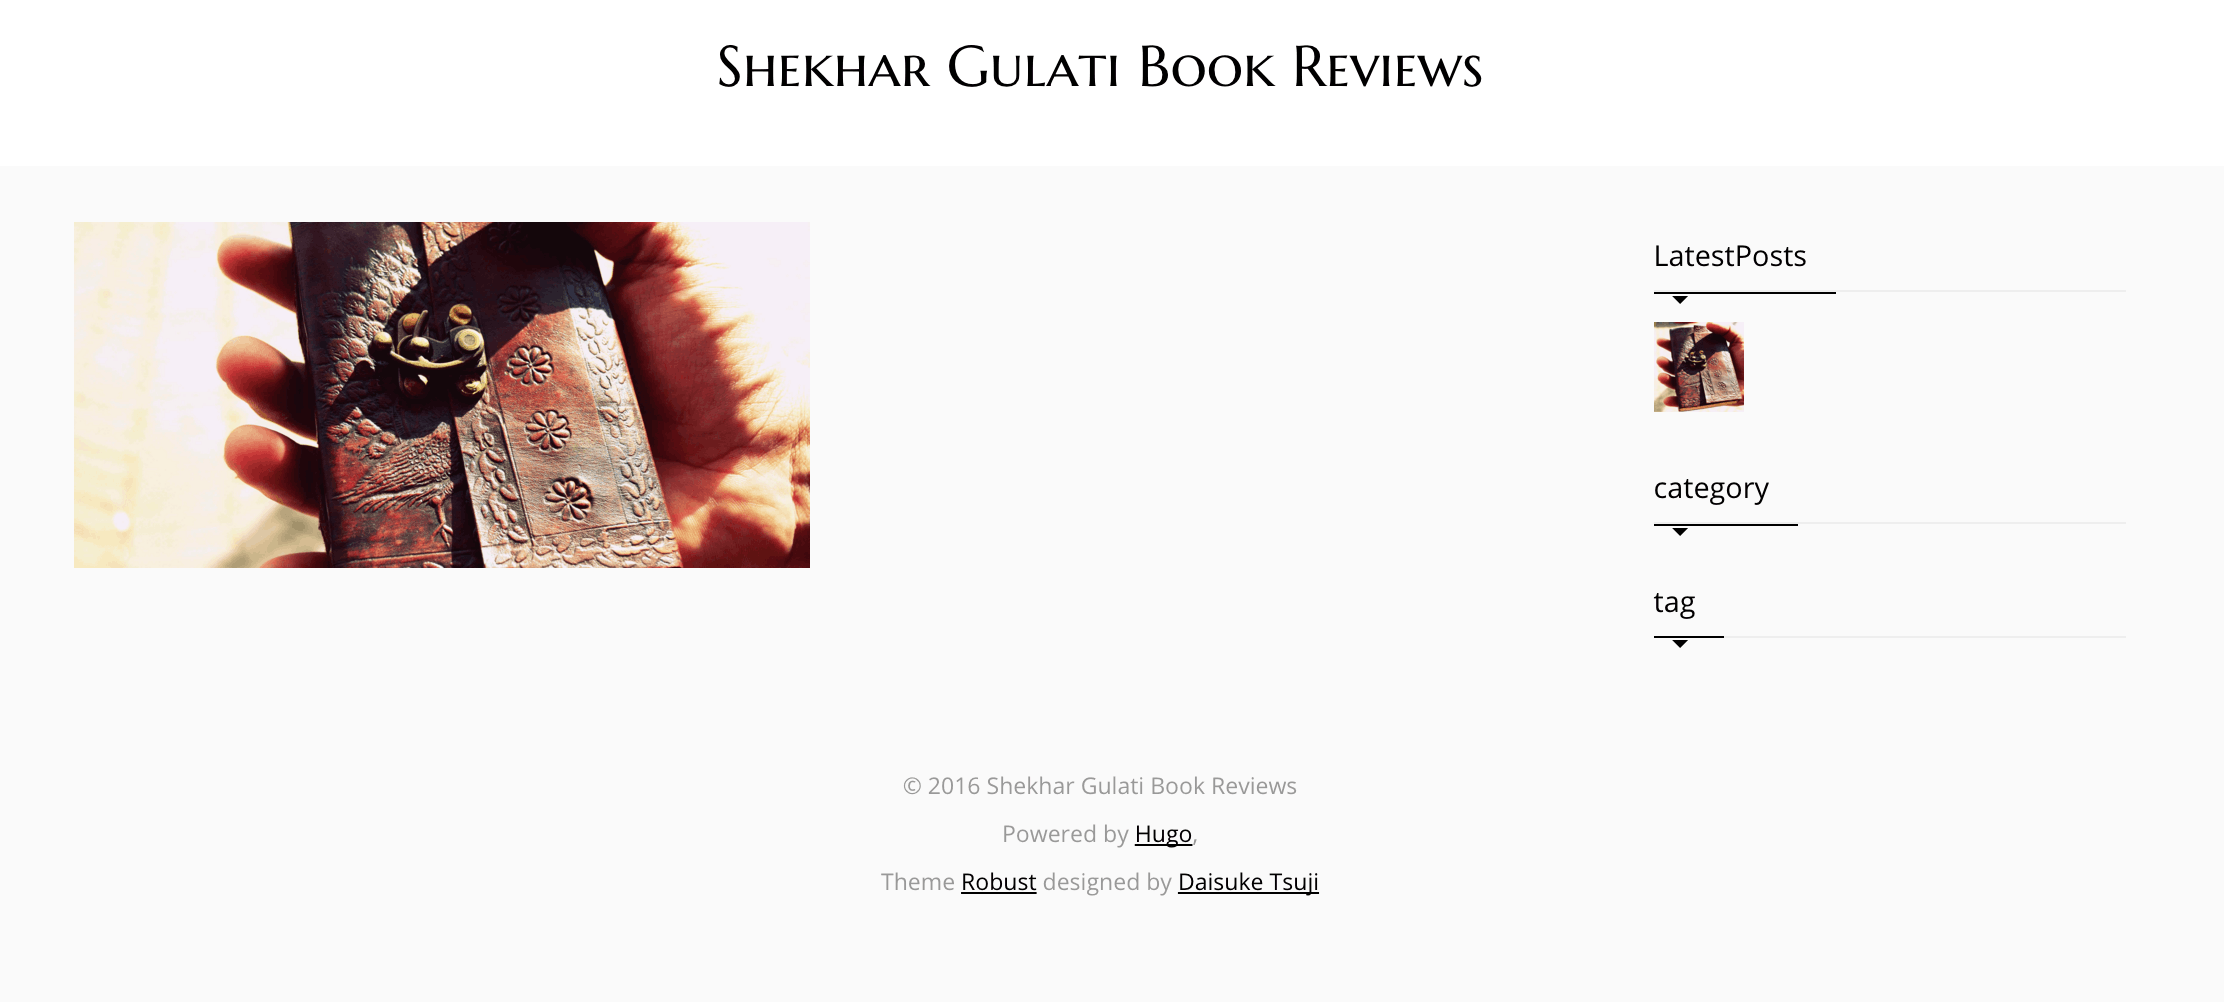 Shekhar Gulati Book Reviews
LatestPosts
category
tag
© 2016 Shekhar Gulati Book Reviews
Powered by Hugo,
Theme Robust designed by Daisuke Tsuji